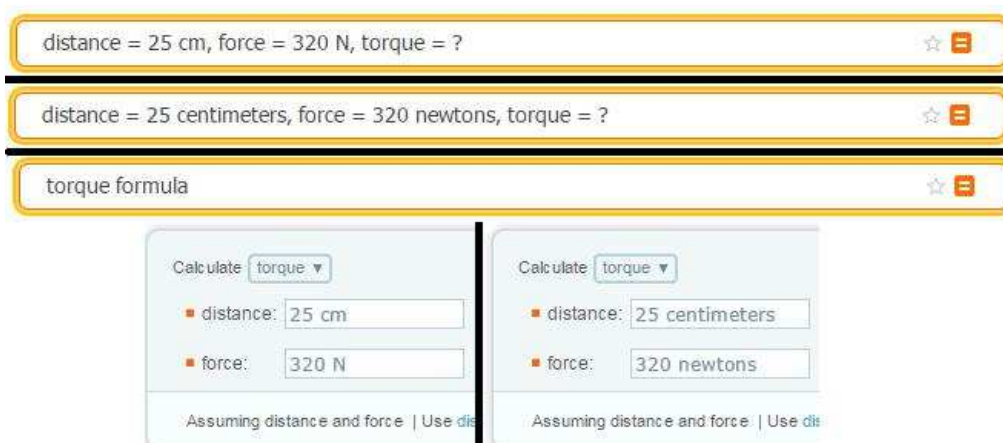 distance = 25 cm, force = 320 N, torque = ?
distance = 25 centimeters, force = 320 newtons, torque = ?
torque formula
Calculate torque ▼
distance: 25 cm
force: 320 N
Assuming distance and force | Use dis
Calculate torque ▼
distance: 25 centimeters
force: 320 newtons
Assuming distance and force | Use dis